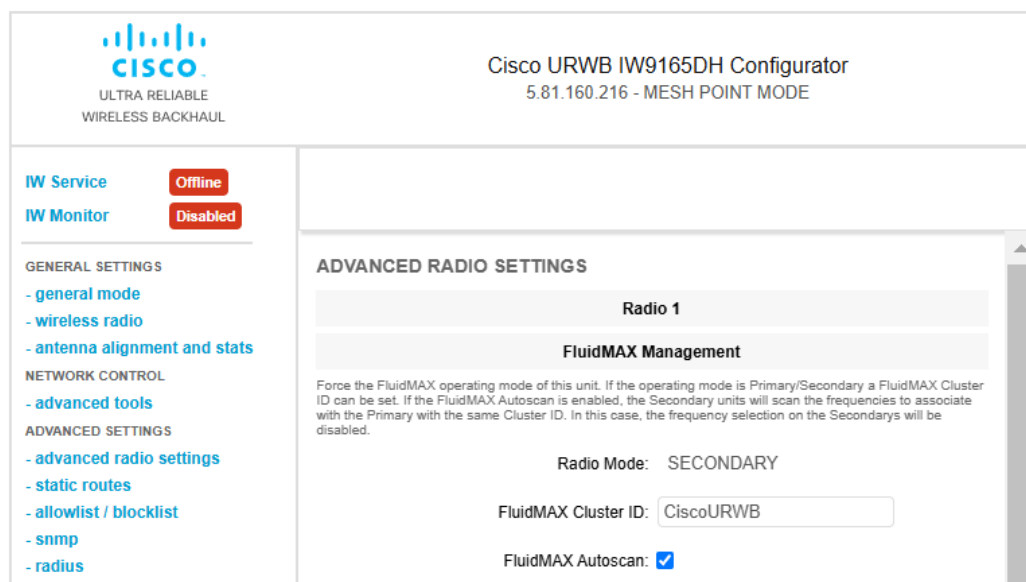 CISCO
ULTRA RELIABLE
WIRELESS BACKHAUL
Cisco URWB IW9165DH Configurator
5.81.160.216 - MESH POINT MODE
IW Service Offline
IW Monitor Disabled
GENERAL SETTINGS
- general mode
- wireless radio
- antenna alignment and stats
NETWORK CONTROL
- advanced tools
ADVANCED SETTINGS
- advanced radio settings
- static routes
- allowlist / blocklist
- snmp
- radius
ADVANCED RADIO SETTINGS
Radio 1
FluidMAX Management
Force the FluidMAX operating mode of this unit. If the operating mode is Primary/Secondary a FluidMAX Cluster
ID can be set. If the FluidMAX Autoscan is enabled, the Secondary units will scan the frequencies to associate
with the Primary with the same Cluster ID. In this case, the frequency selection on the Secondarys will be
disabled.
Radio Mode: SECONDARY
FluidMAX Cluster ID: CiscoURWB
FluidMAX Autoscan: